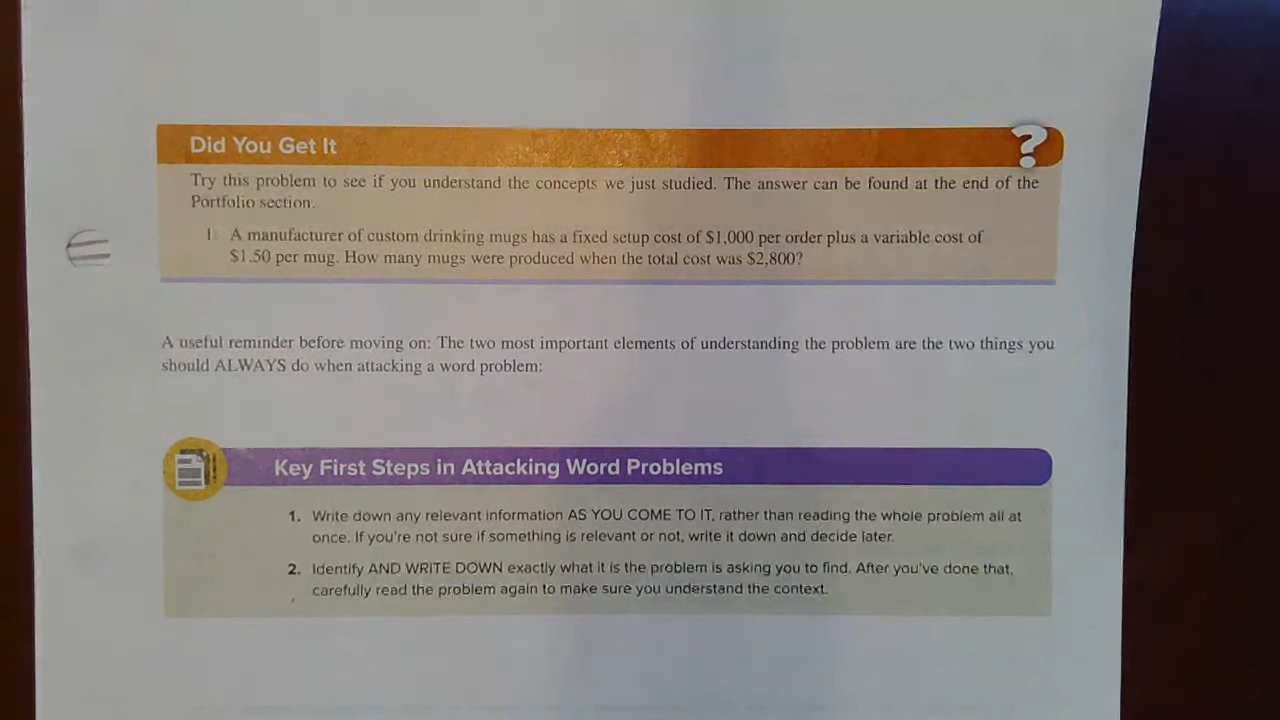 Did You Get It
?
Try this problem to see if you understand the concepts we just studied. The answer can be found at the end of the
Portfolio section.
1. A manufacturer of custom drinking mugs has a fixed setup cost of $1,000 per order plus a variable cost of
$1.50 per mug. How many mugs were produced when the total cost was $2,800?
A useful reminder before moving on: The two most important elements of understanding the problem are the two things you
should ALWAYS do when attacking a word problem:
Key First Steps in Attacking Word Problems
1. Write down any relevant information AS YOU COME TO IT, rather than reading the whole problem all at
once. If you're not sure if something is relevant or not, write it down and decide later.
2. Identify AND WRITE DOWN exactly what it is the problem is asking you to find. After you've done that,
carefully read the problem again to make sure you understand the context.